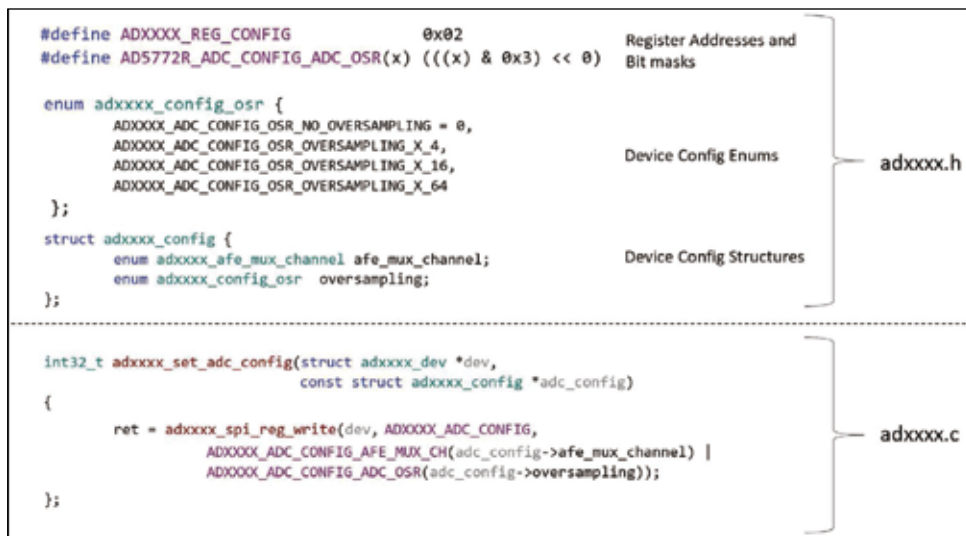 #define ADXXXX_REG_CONFIG 0x02
#define AD5772R_ADC_CONFIG_ADC_OSR(x) (((x) & 0x3) << 0)
Register Addresses and
Bit masks
enum adxxxx_config_osr {
ADXXXX_ADC_CONFIG_OSR_NO_OVERSAMPLING = 0,
ADXXXX_ADC_CONFIG_OSR_OVERSAMPLING_X_4,
ADXXXX_ADC_CONFIG_OSR_OVERSAMPLING_X_16,
ADXXXX_ADC_CONFIG_OSR_OVERSAMPLING_X_64
};
Device Config Enums
struct adxxxx_config {
enum adxxxx_afe_mux_channel afe_mux_channel;
enum adxxxx_config_osr oversampling;
};
Device Config Structures
adxxxx.h
int32_t adxxxx_set_adc_config(struct adxxxx_dev *dev,
const struct adxxxx_config *adc_config)
{
ret = adxxxx_spi_reg_write(dev, ADXXXX_ADC_CONFIG,
ADXXXX_ADC_CONFIG_AFE_MUX_CH(adc_config->afe_mux_channel) |
ADXXXX_ADC_CONFIG_ADC_OSR(adc_config->oversampling));
};
adxxxx.c